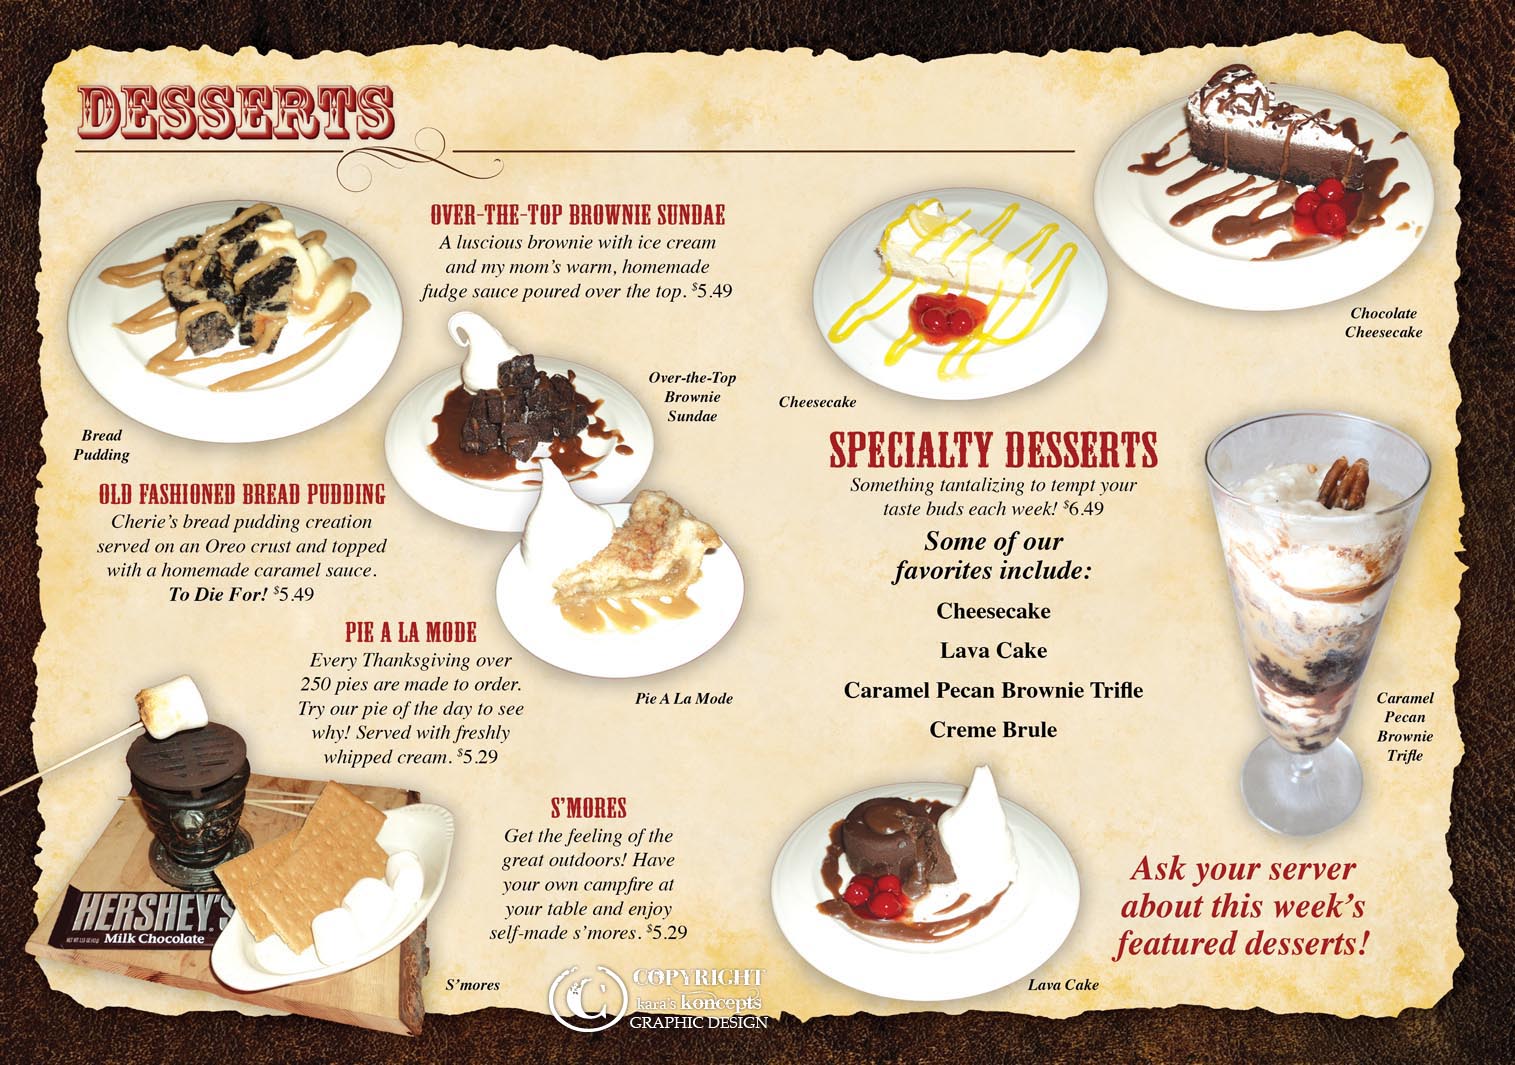 DESSERTS
OVER-THE-TOP BROWNIE SUNDAE
A luscious brownie with ice cream
and my mom's warm, homemade
fudge sauce poured over the top. $5.49
Over-the-Top
Brownie
Sundae
Bread
Pudding
OLD FASHIONED BREAD PUDDING
Cherie's bread pudding creation
served on an Oreo crust and topped
with a homemade caramel sauce.
To Die For! $5.49
PIE A LA MODE
Every Thanksgiving over
250 pies are made to order.
Try our pie of the day to see
why! Served with freshly
whipped cream. $5.29
Pie A La Mode
S'MORES
Get the feeling of the
great outdoors! Have
your own campfire at
your table and enjoy
self-made s'mores. $5.29
HERSHEY'S
Milk Chocolate
S'mores
COPYRIGHT
kara's koncepts
GRAPHIC DESIGN
Chocolate
Cheesecake
Cheesecake
SPECIALTY DESSERTS
Something tantalizing to tempt your
taste buds each week! $6.49
Some of our
favorites include:
Cheesecake
Lava Cake
Caramel Pecan Brownie Trifle
Creme Brule
Caramel
Pecan
Brownie
Trifle
Ask your server
about this week's
featured desserts!
Lava Cake